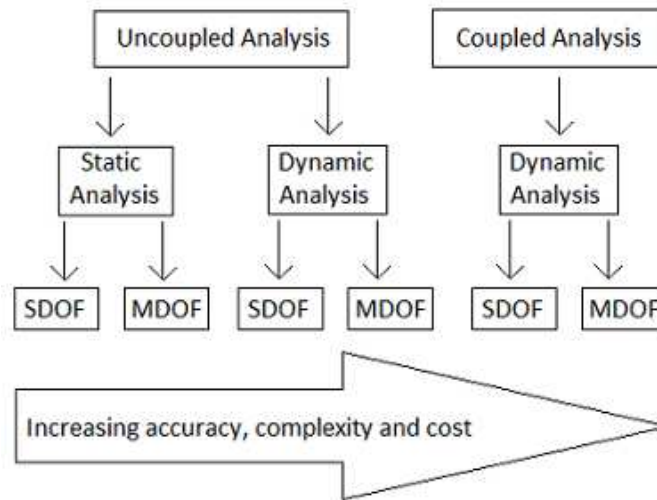 Uncoupled Analysis
Coupled Analysis
Static
Analysis
Dynamic
Analysis
Dynamic
Analysis
SDOF
MDOF
SDOF
MDOF
SDOF
MDOF
Increasing accuracy, complexity and cost